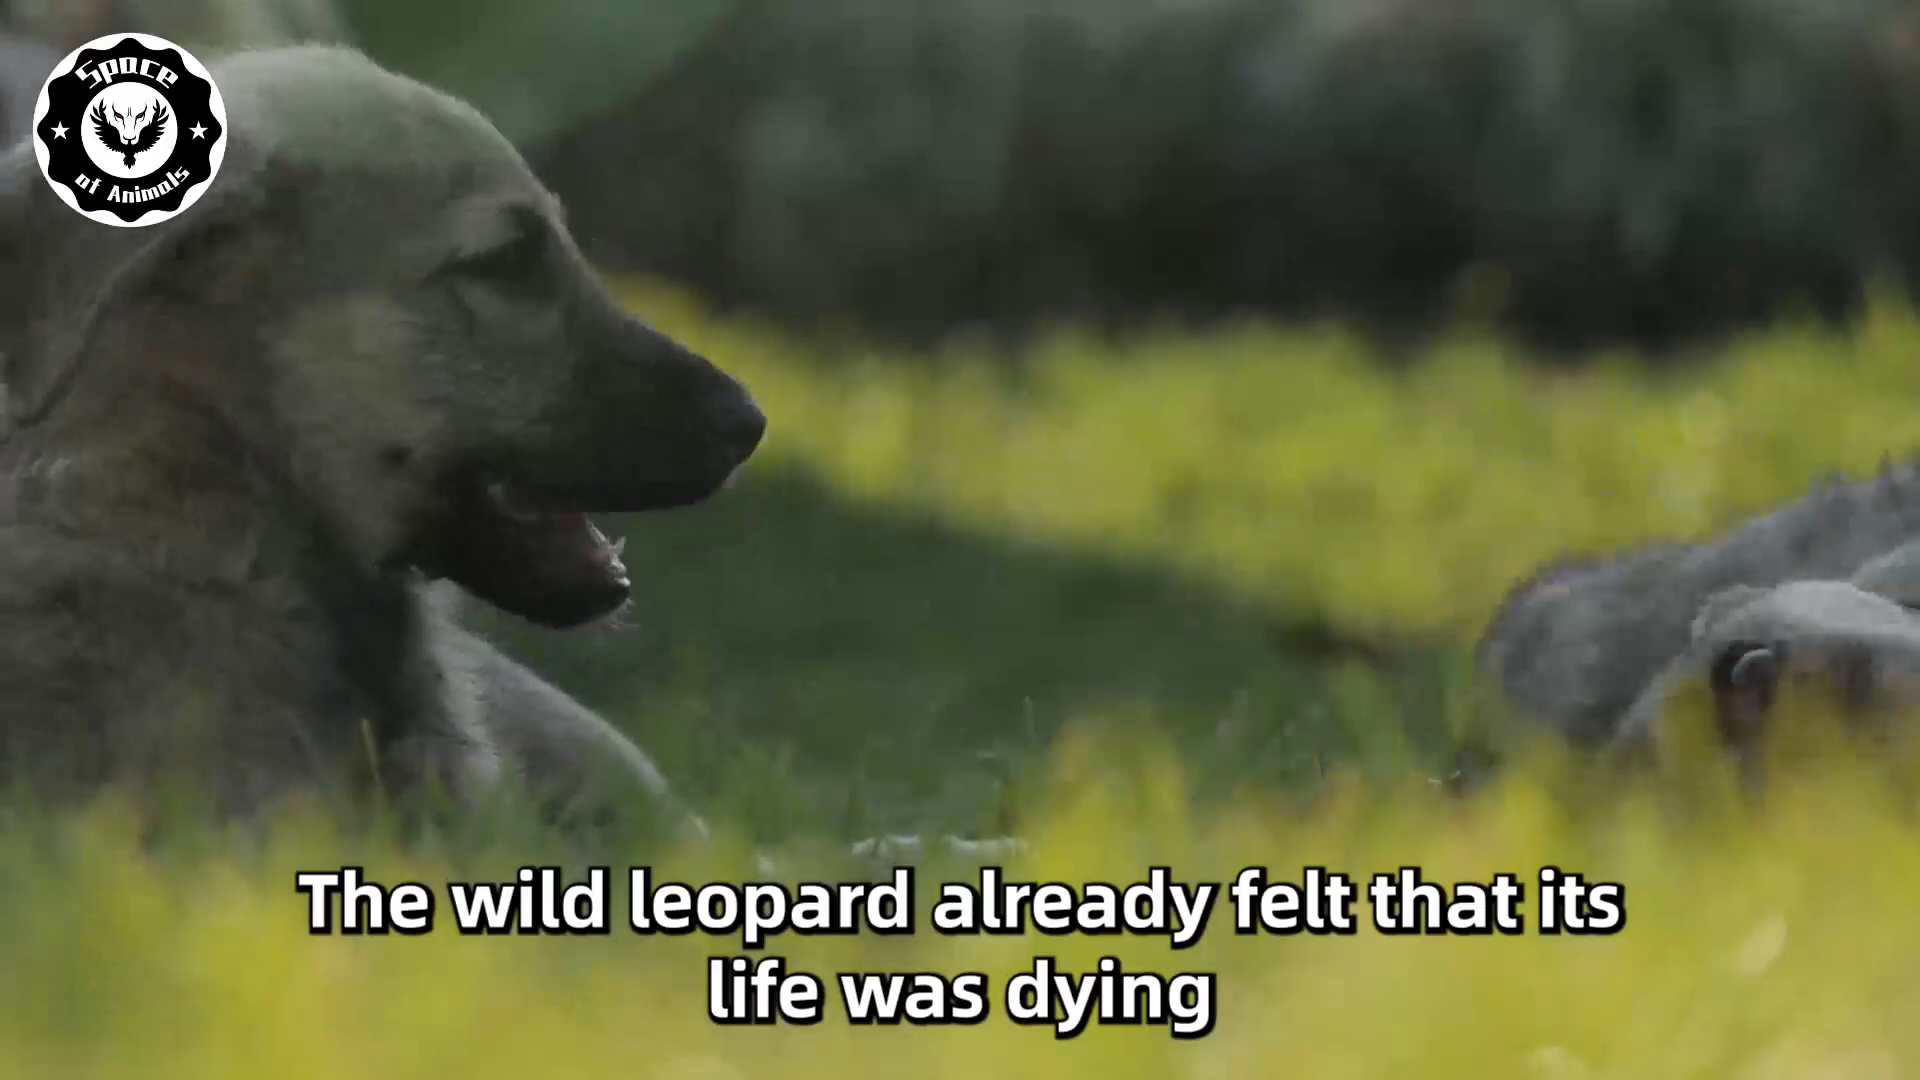 Space
of Animals
The wild leopard already felt that its
life was dying